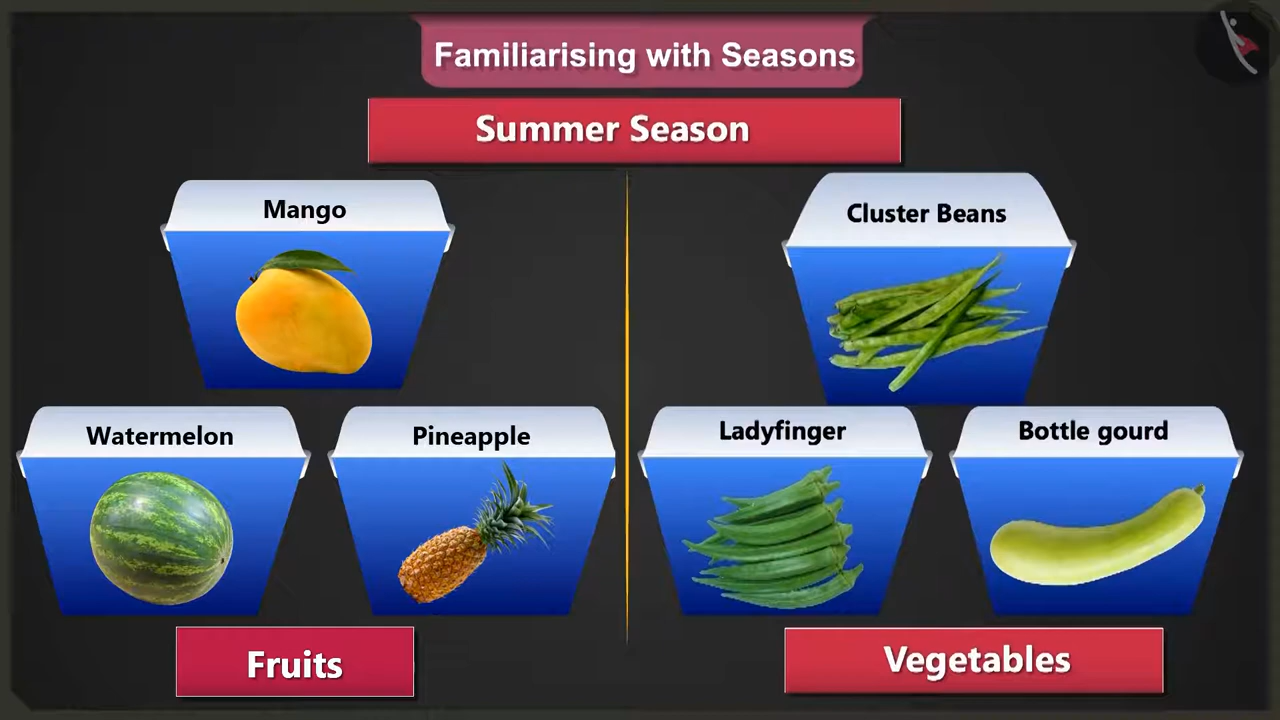 Familiarising with Seasons
Summer Season
Mango
Watermelon
Pineapple
Fruits
Cluster Beans
Ladyfinger
Bottle gourd
Vegetables